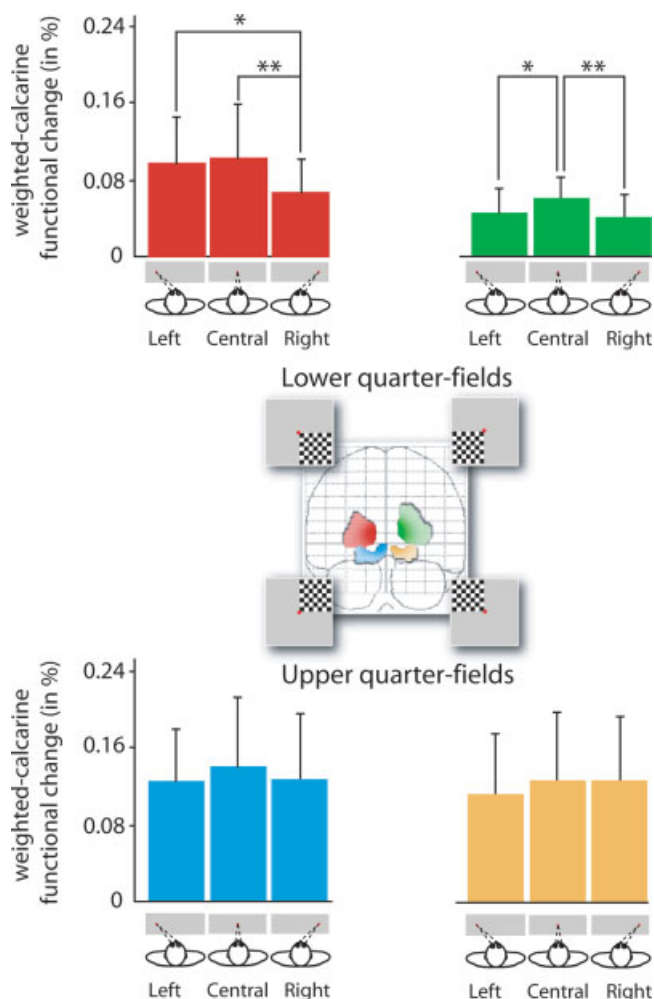 0.24
0.16
0.08
0
weighted-calcarine
functional change (in %)
*
**
*
**
Left Central Right
Left Central Right
Lower quarter-fields
Upper quarter-fields
0.24
0.16
0.08
0
weighted-calcarine
functional change (in %)
Left Central Right
Left Central Right